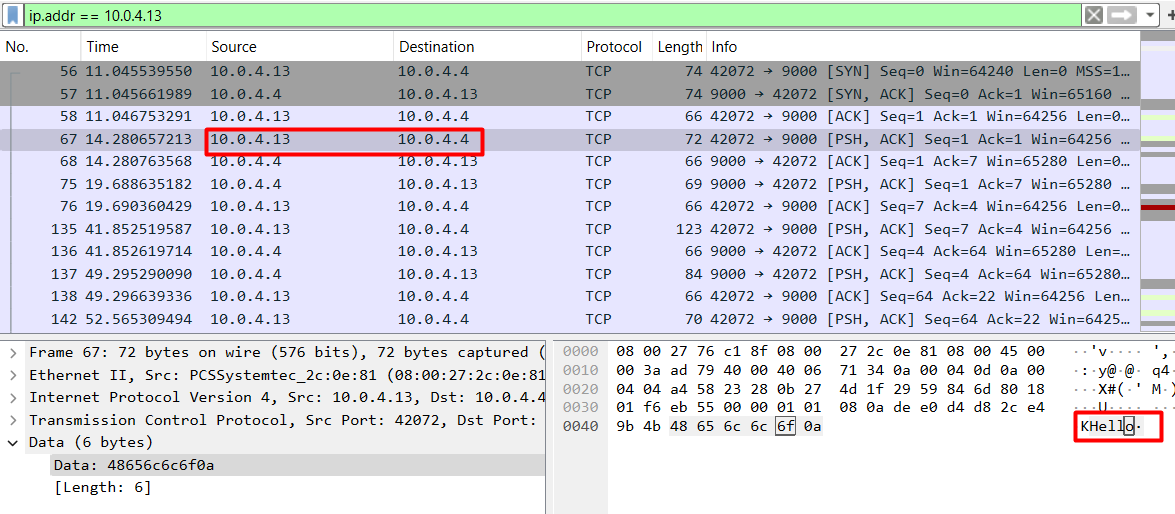 ip.addr == 10.0.4.13
No. Time Source Destination Protocol Length Info
56 11.045539550 10.0.4.13 10.0.4.4 TCP 74 42072 → 9000 [SYN] Seq=0 Win=64240 Len=0 MSS=1…
57 11.045661989 10.0.4.4 10.0.4.13 TCP 74 9000 → 42072 [SYN, ACK] Seq=0 Ack=1 Win=65160 …
58 11.046753291 10.0.4.13 10.0.4.4 TCP 66 42072 → 9000 [ACK] Seq=1 Ack=1 Win=64256 Len=0…
67 14.280657213 10.0.4.13 10.0.4.4 TCP 72 42072 → 9000 [PSH, ACK] Seq=1 Ack=1 Win=64256 …
68 14.280763568 10.0.4.4 10.0.4.13 TCP 66 9000 → 42072 [ACK] Seq=1 Ack=7 Win=65280 Len=0…
75 19.688635182 10.0.4.4 10.0.4.13 TCP 69 9000 → 42072 [PSH, ACK] Seq=1 Ack=7 Win=65280 …
76 19.690360429 10.0.4.13 10.0.4.4 TCP 66 42072 → 9000 [ACK] Seq=7 Ack=4 Win=64256 Len=0…
135 41.852519587 10.0.4.13 10.0.4.4 TCP 123 42072 → 9000 [PSH, ACK] Seq=7 Ack=4 Win=64256 …
136 41.852619714 10.0.4.4 10.0.4.13 TCP 66 9000 → 42072 [ACK] Seq=4 Ack=64 Win=65280 Len=…
137 49.295290090 10.0.4.4 10.0.4.13 TCP 84 9000 → 42072 [PSH, ACK] Seq=4 Ack=64 Win=65280…
138 49.296639336 10.0.4.13 10.0.4.4 TCP 66 42072 → 9000 [ACK] Seq=64 Ack=22 Win=64256 Len…
142 52.565309494 10.0.4.13 10.0.4.4 TCP 70 42072 → 9000 [PSH, ACK] Seq=64 Ack=22 Win=6425…
Frame 67: 72 bytes on wire (576 bits), 72 bytes captured (
Ethernet II, Src: PCSSystemtec_2c:0e:81 (08:00:27:2c:0e:81
Internet Protocol Version 4, Src: 10.0.4.13, Dst: 10.0.4.4
Transmission Control Protocol, Src Port: 42072, Dst Port:
Data (6 bytes)
Data: 48656c6c6f0a
[Length: 6]
0000 08 00 27 76 c1 8f 08 00 27 2c 0e 81 08 00 45 00 ··'v···· ',
0010 00 3a ad 79 40 00 40 06 71 34 0a 00 04 0d 0a 00 ·:·y@·@· q4
0020 04 04 a4 58 23 28 0b 27 4d 1f 29 59 84 6d 80 18 ···X#(·' M·)
0030 01 f6 eb 55 00 00 01 01 08 0a de e0 d4 d8 2c e4 ···U····
0040 9b 4b 48 65 6c 6c 6f 0a ·KHello·